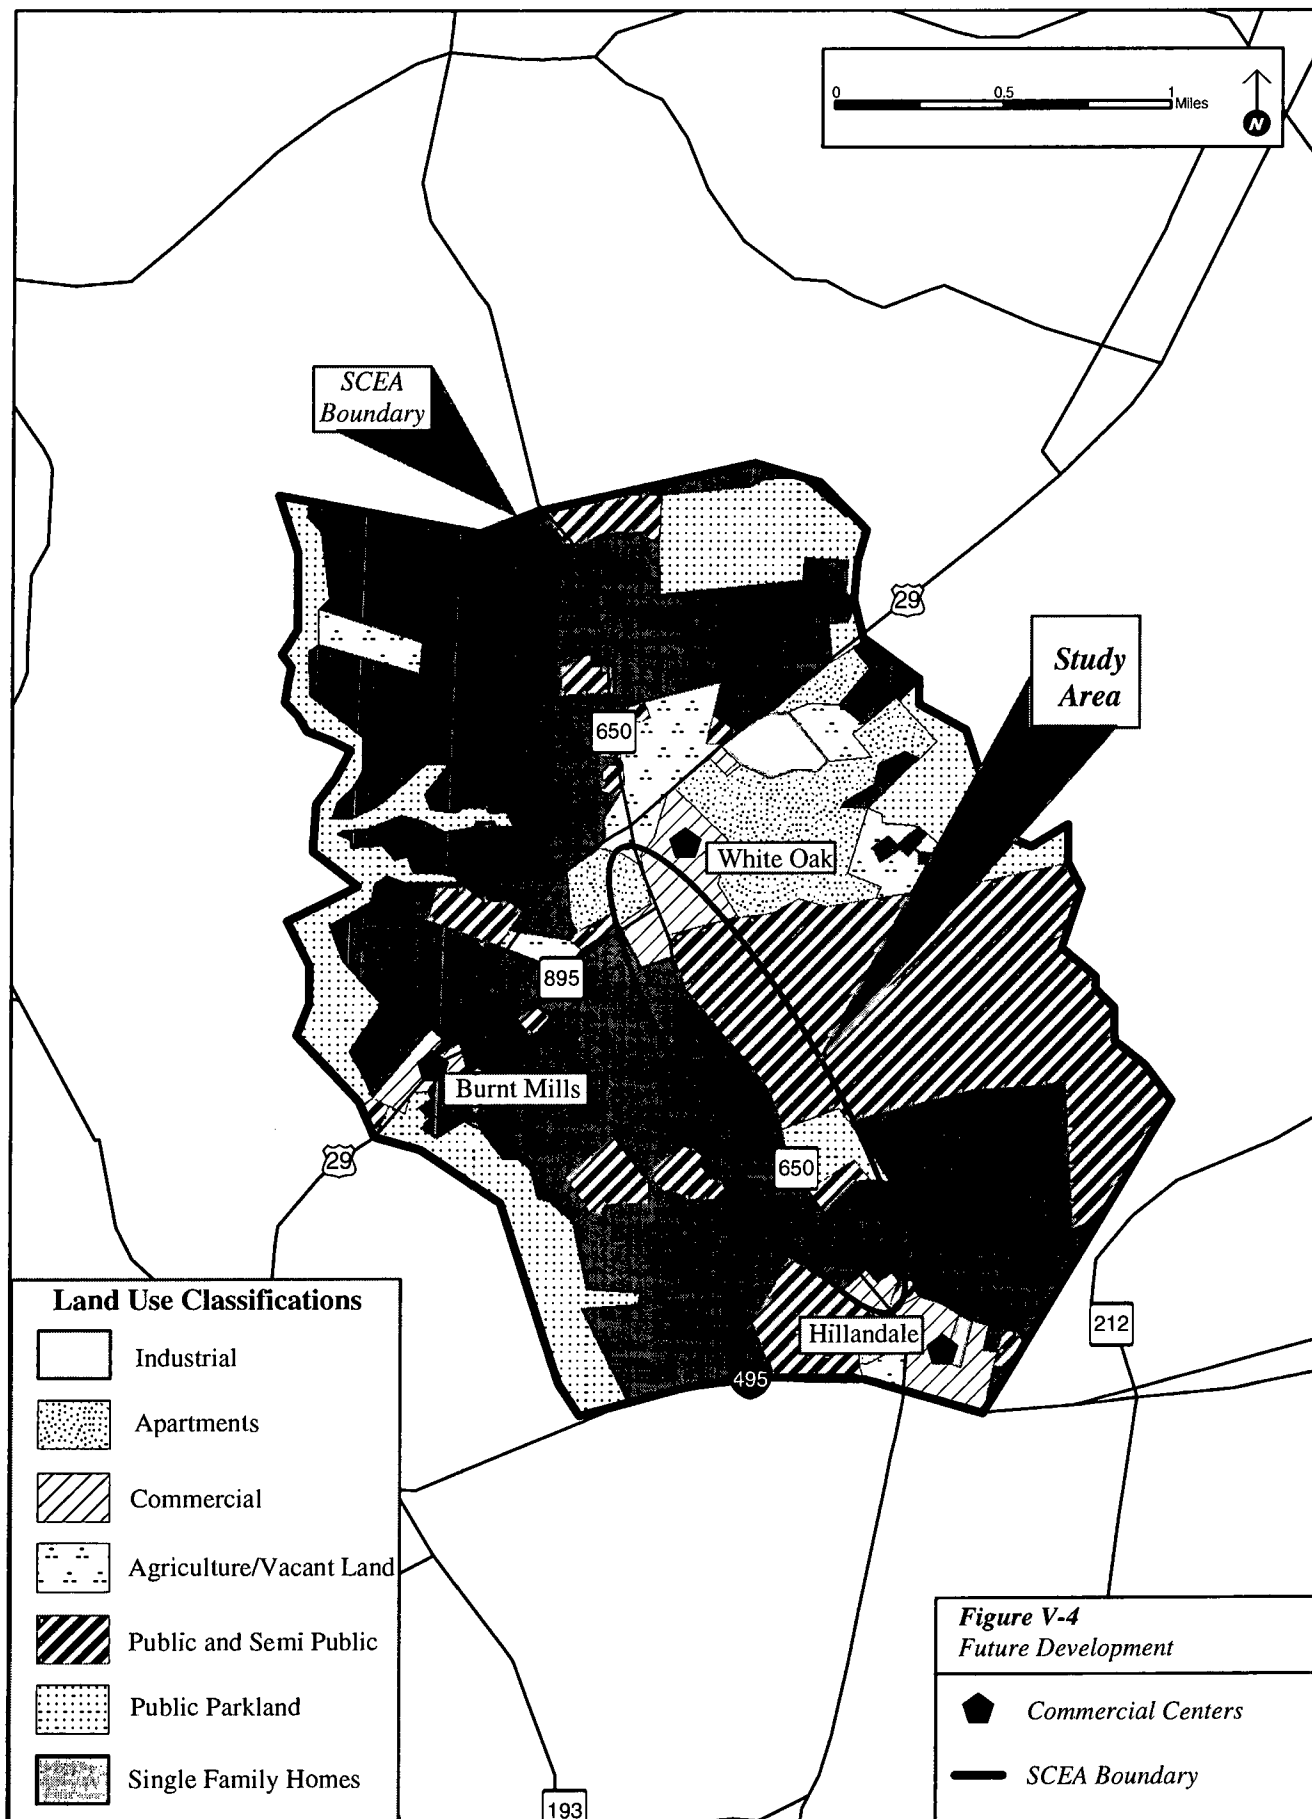 0 0.5 1
Miles
N
SCEA
Boundary
29
Study
Area
650
White Oak
895
Burnt Mills
29
650
Hillandale
212
495
Land Use Classifications
Industrial
Apartments
Commercial
Agriculture/Vacant Land
Public and Semi Public
Public Parkland
Single Family Homes
193
Figure V-4
Future Development
Commercial Centers
SCEA Boundary